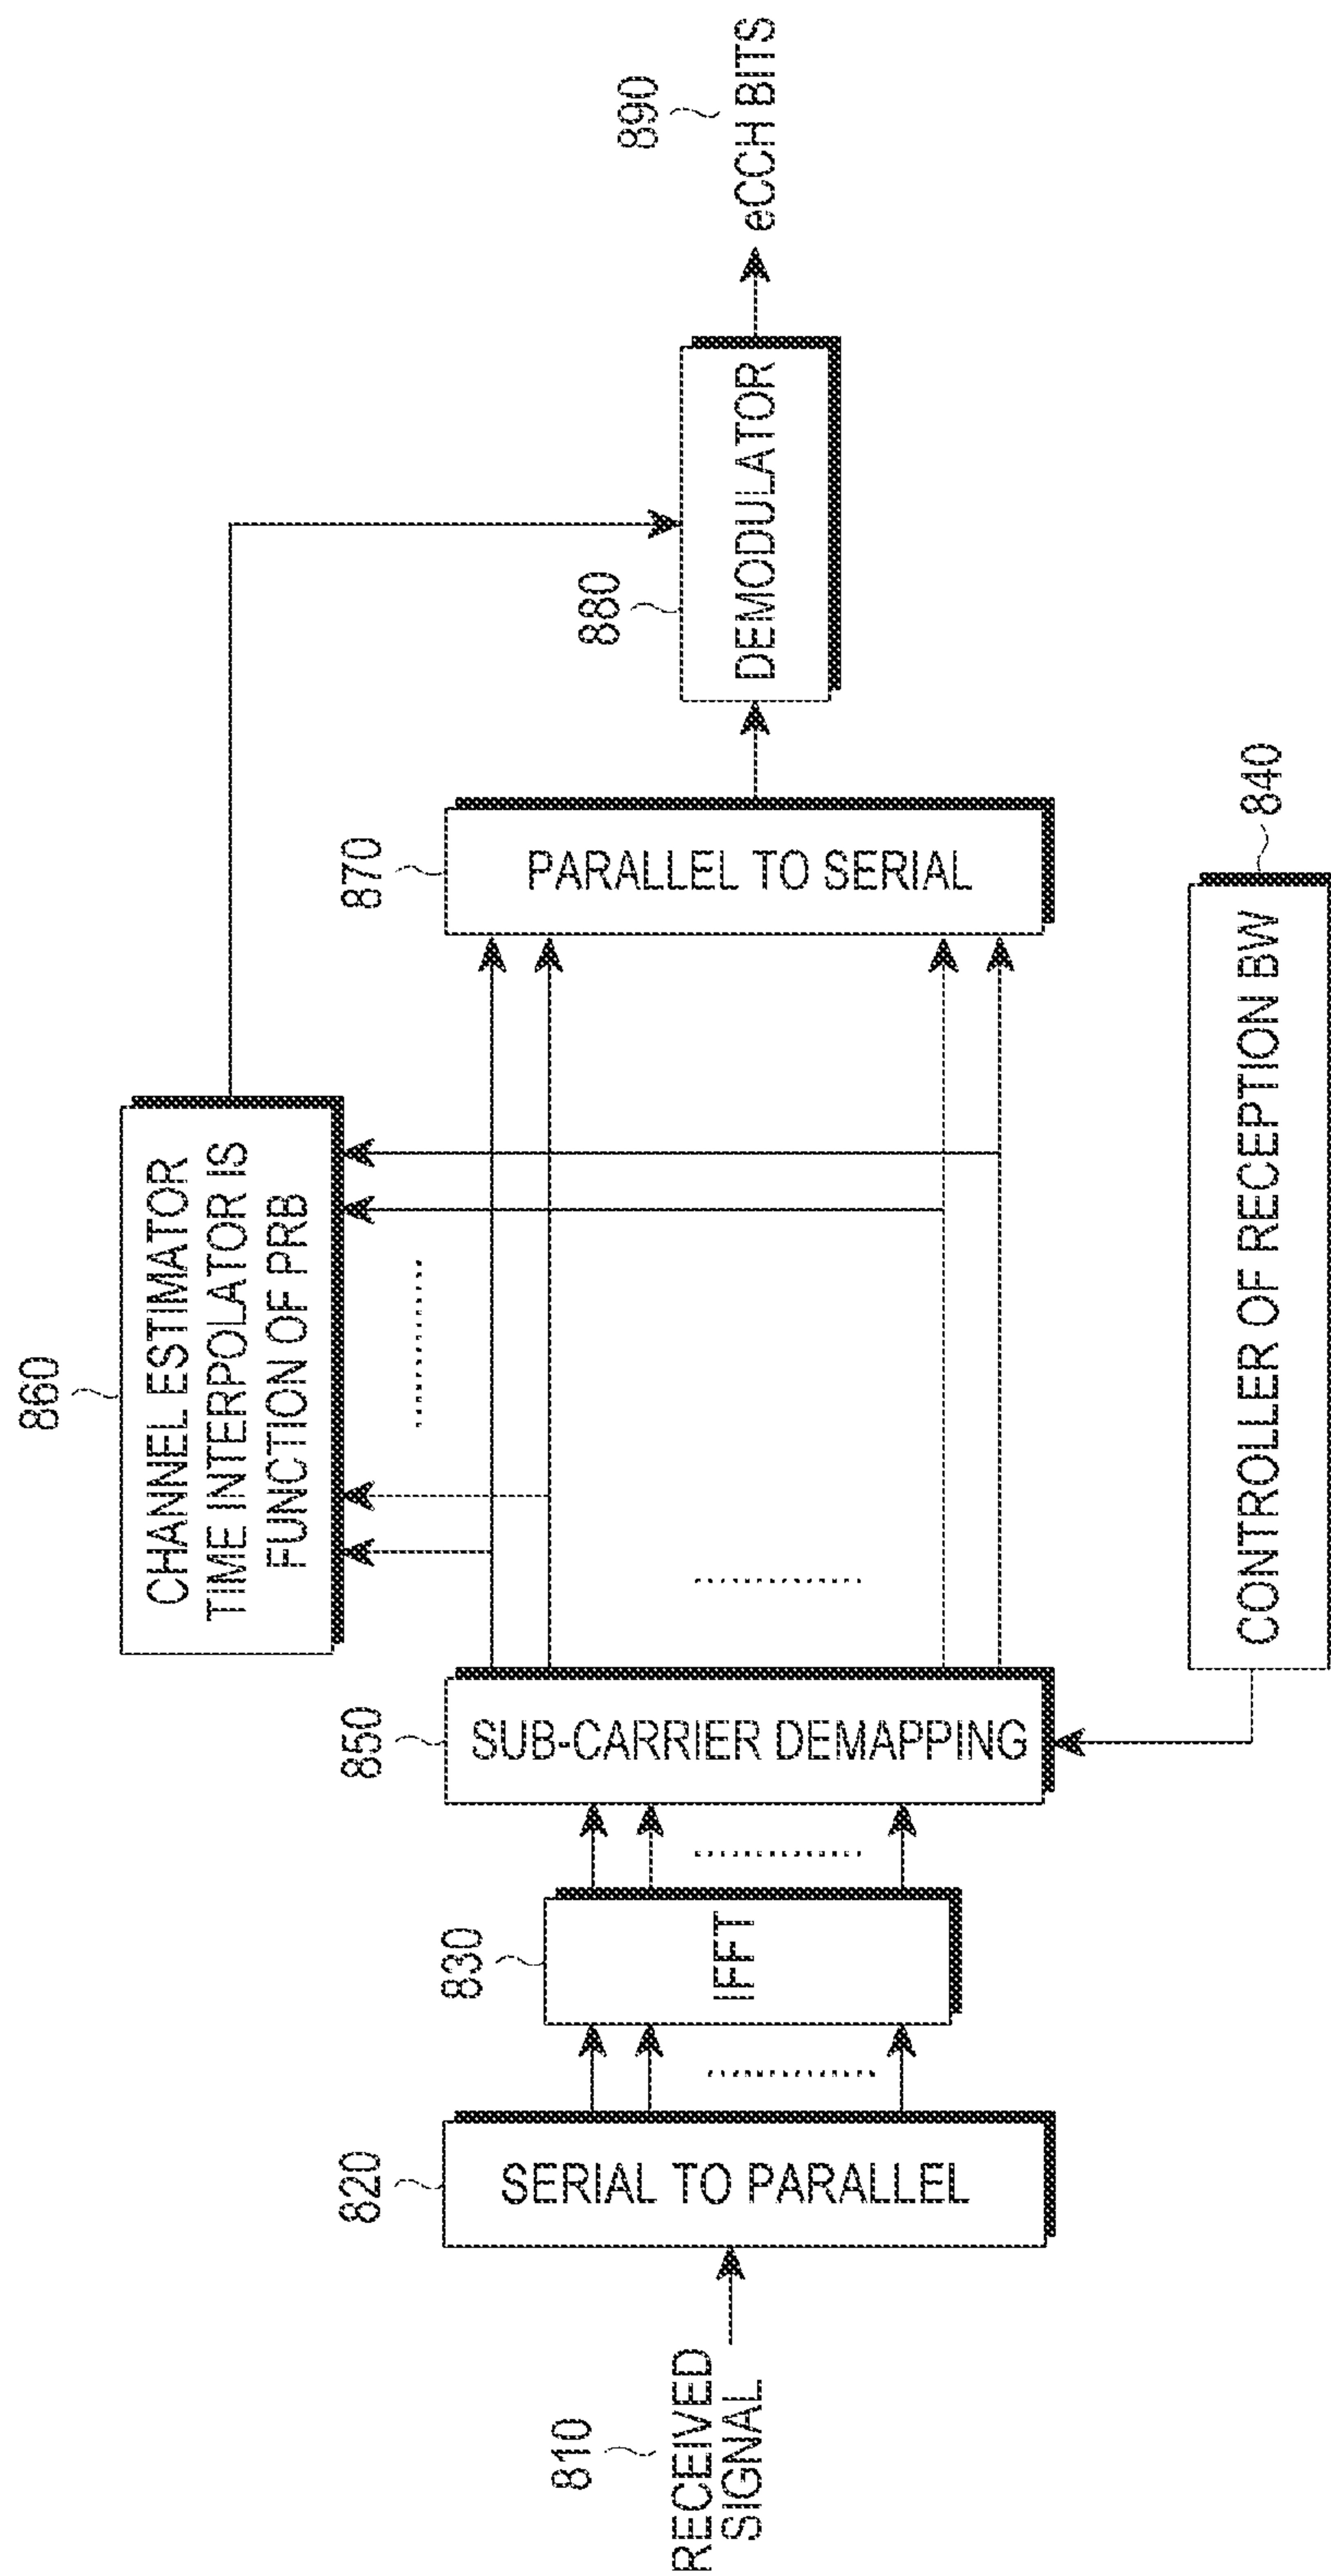 810
RECEIVED
SIGNAL
820
SERIAL TO PARALLEL
830
IFFT
850
SUB-CARRIER DEMAPPING
860
CHANNEL ESTIMATOR
TIME INTERPOLATOR IS
FUNCTION OF PRB
CONTROLLER OF RECEPTION BW
840
870
PARALLEL TO SERIAL
880
DEMODULATOR
890
eCCH BITS